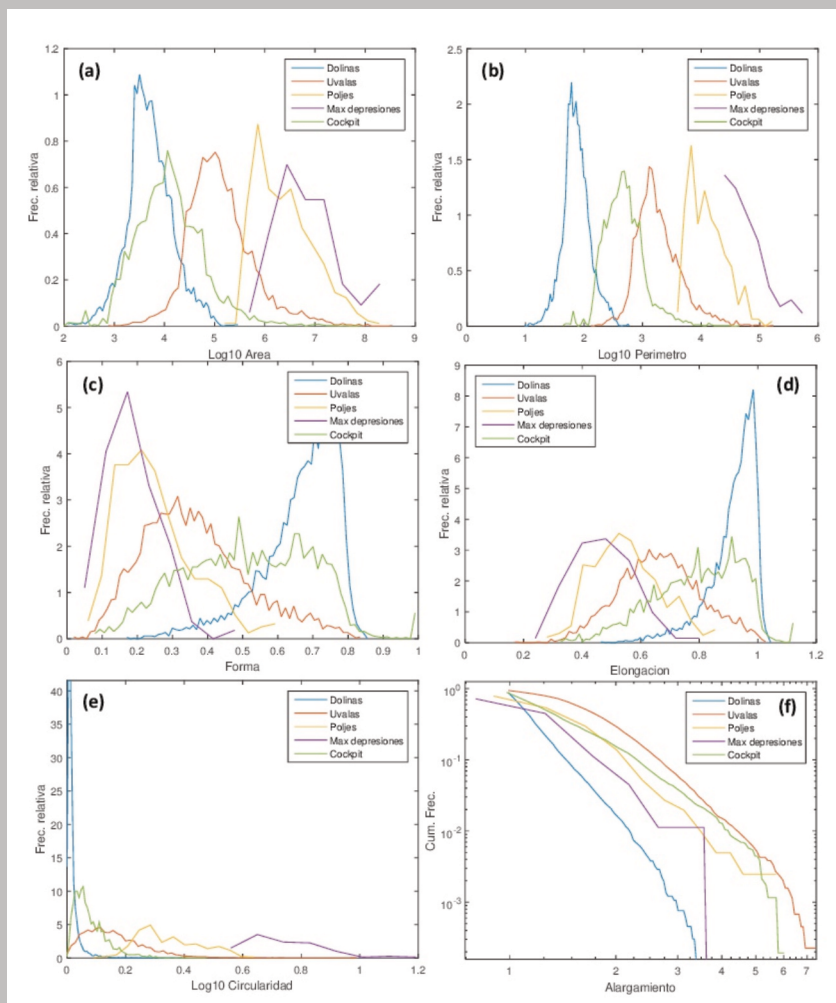 (a)
Dolinas
Uvalas
Poljes
Max depresiones
Cockpit
Frec. relativa
1.2
1
0.8
0.6
0.4
0.2
0
2 3 4 5 6 7 8 9
Log10 Area
(b)
Dolinas
Uvalas
Poljes
Max depresiones
Cockpit
Frec. relativa
2.5
2
1.5
1
0.5
0
0 1 2 3 4 5 6
Log10 Perimetro
(c)
Dolinas
Uvalas
Poljes
Max depresiones
Cockpit
Frec. relativa
6
5
4
3
2
1
0
0 0.1 0.2 0.3 0.4 0.5 0.6 0.7 0.8 0.9 1
Forma
(d)
Dolinas
Uvalas
Poljes
Max depresiones
Cockpit
Frec. relativa
9
8
7
6
5
4
3
2
1
0
0 0.2 0.4 0.6 0.8 1 1.2
Elongacion
(e)
Dolinas
Uvalas
Poljes
Max depresiones
Cockpit
Frec. relativa
40
35
30
25
20
15
10
5
0
0 0.2 0.4 0.6 0.8 1 1.2
Log10 Circularidad
(f)
Dolinas
Uvalas
Poljes
Max depresiones
Cockpit
Cum. Frec.
10⁰
10⁻¹
10⁻²
10⁻³
1 2 3 4 5 6 7
Alargamiento